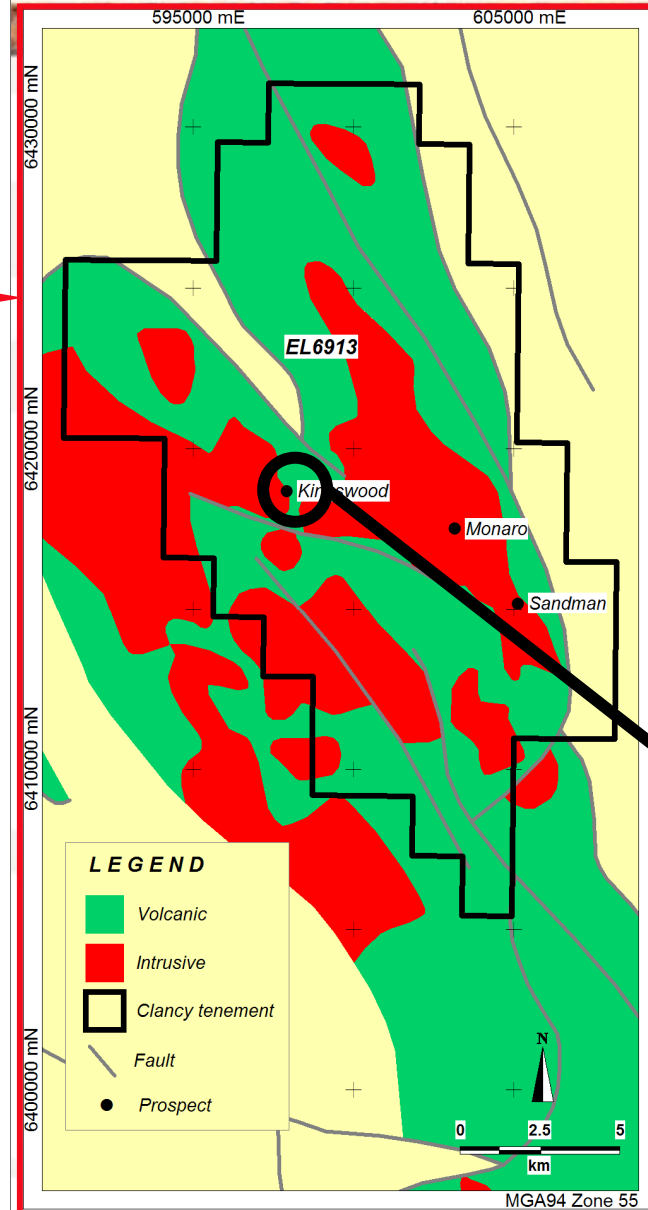 595000 mE
605000 mE
6430000 mN
EL6913
6420000 mN
Kingswood
Monaro
Sandman
6410000 mN
LEGEND
Volcanic
Intrusive
Clancy tenement
Fault
Prospect
6400000 mN
N
0 2.5 5
km
MGA94 Zone 55